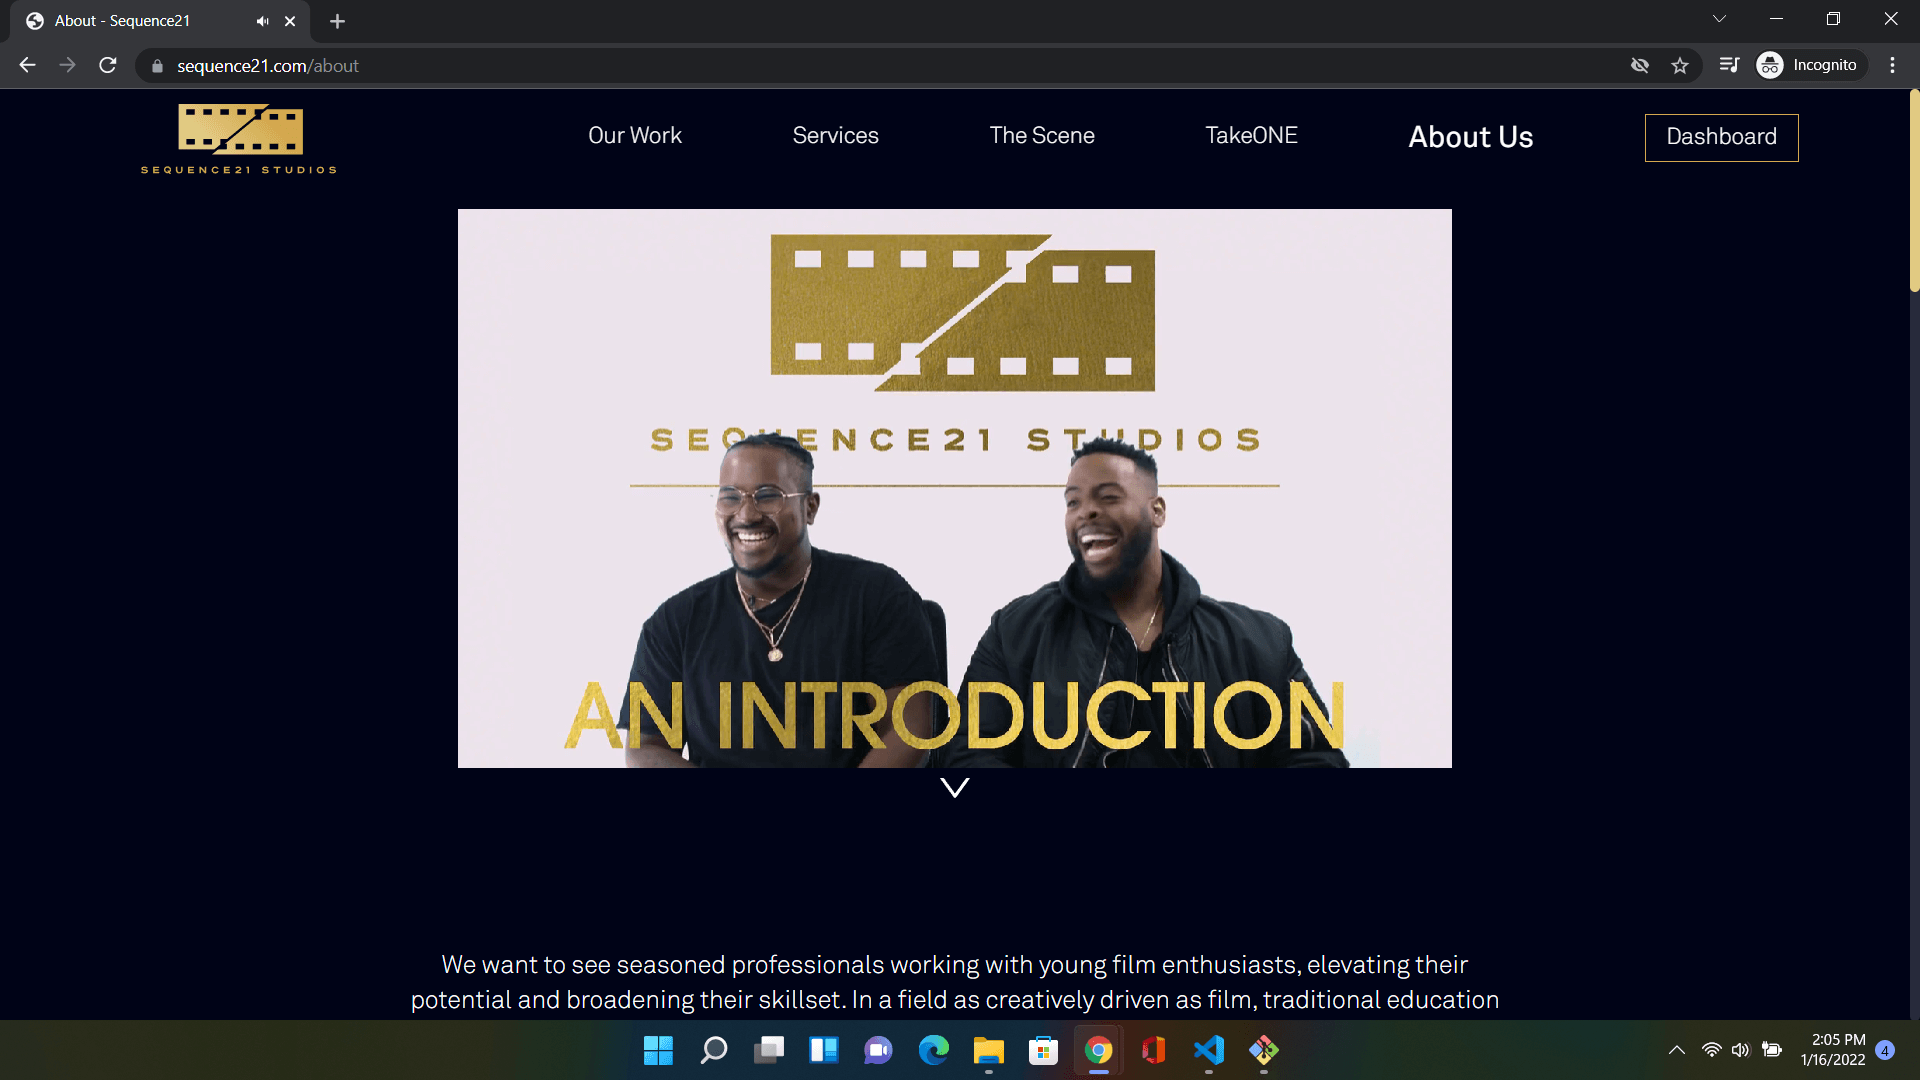 About - Sequence21
sequence21.com/about
Incognito
SEQUENCE21 STUDIOS
Our Work
Services
The Scene
TakeONE
About Us
Dashboard
SEQUENCE21 STUDIOS
AN INTRODUCTION
We want to see seasoned professionals working with young film enthusiasts, elevating their
potential and broadening their skillset. In a field as creatively driven as film, traditional education
2:05 PM
1/16/2022
4